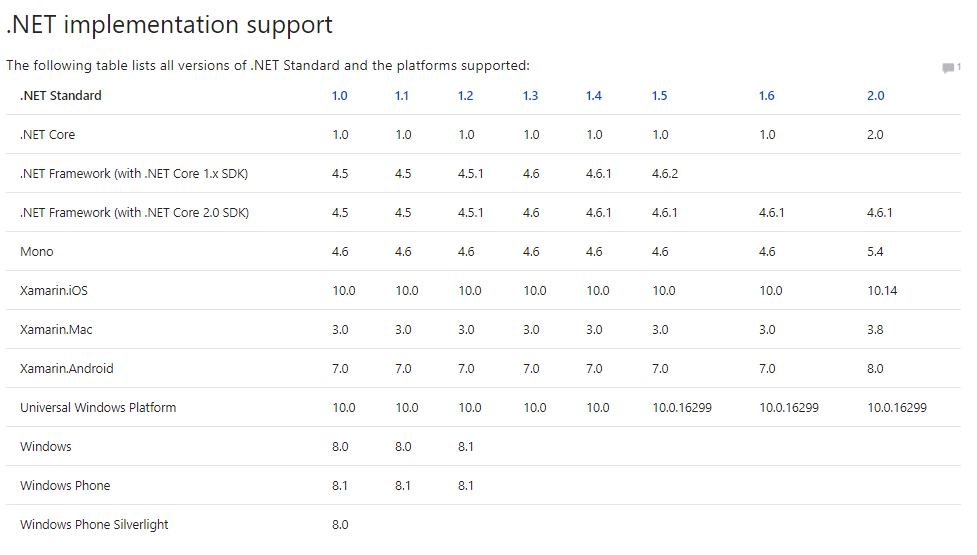 .NET implementation support
The following table lists all versions of .NET Standard and the platforms supported:
1
.NET Standard 1.0 1.1 1.2 1.3 1.4 1.5 1.6 2.0
.NET Core 1.0 1.0 1.0 1.0 1.0 1.0 1.0 2.0
.NET Framework (with .NET Core 1.x SDK) 4.5 4.5 4.5.1 4.6 4.6.1 4.6.2
.NET Framework (with .NET Core 2.0 SDK) 4.5 4.5 4.5.1 4.6 4.6.1 4.6.1 4.6.1 4.6.1
Mono 4.6 4.6 4.6 4.6 4.6 4.6 4.6 5.4
Xamarin.iOS 10.0 10.0 10.0 10.0 10.0 10.0 10.0 10.14
Xamarin.Mac 3.0 3.0 3.0 3.0 3.0 3.0 3.0 3.8
Xamarin.Android 7.0 7.0 7.0 7.0 7.0 7.0 7.0 8.0
Universal Windows Platform 10.0 10.0 10.0 10.0 10.0 10.0.16299 10.0.16299 10.0.16299
Windows 8.0 8.0 8.1
Windows Phone 8.1 8.1 8.1
Windows Phone Silverlight 8.0